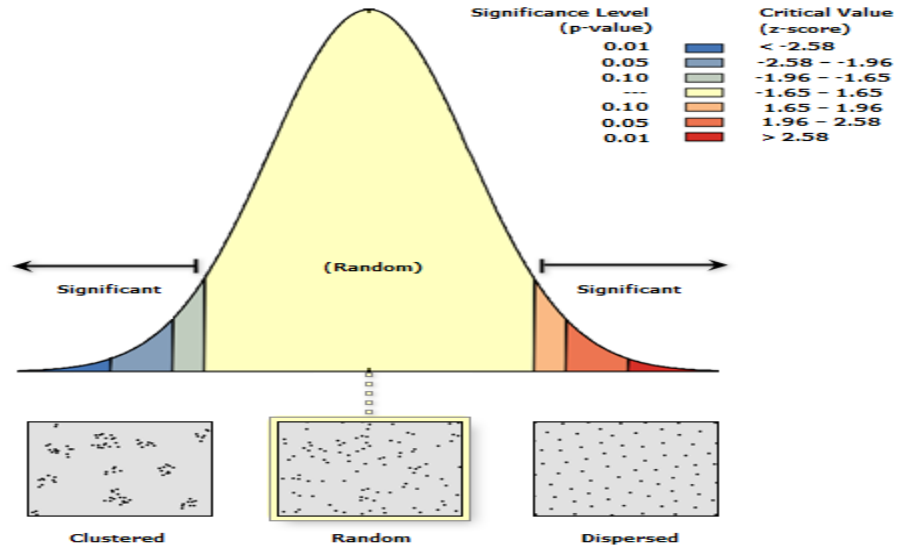 Significance Level Critical Value
(p-value) (z-score)
0.01 < -2.58
0.05 -2.58 – -1.96
0.10 -1.96 – -1.65
--- -1.65 – 1.65
0.10 1.65 – 1.96
0.05 1.96 – 2.58
0.01 > 2.58
(Random)
Significant Significant
Clustered Random Dispersed